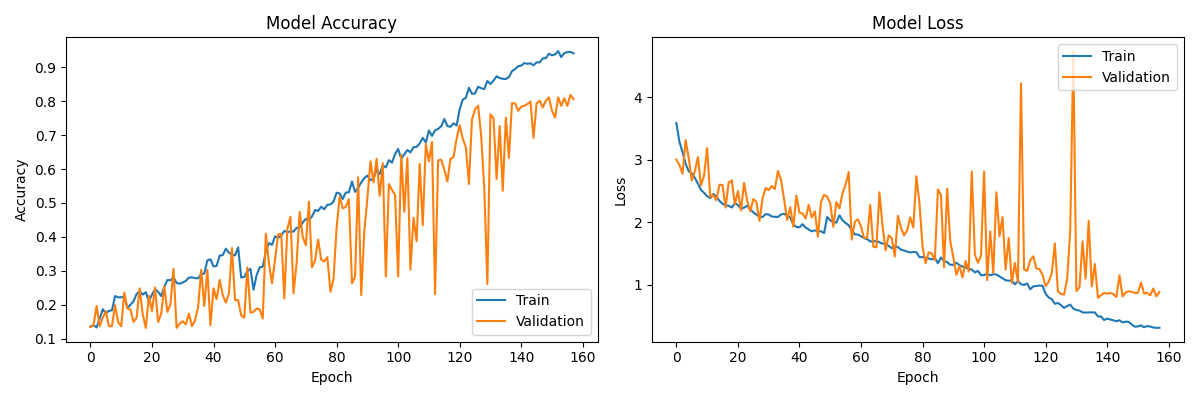 Model Accuracy
Accuracy
0.9
0.8
0.7
0.6
0.5
0.4
0.3
0.2
0.1
0 20 40 60 80 100 120 140 160
Epoch
Train
Validation
Model Loss
Loss
4
3
2
1
0 20 40 60 80 100 120 140 160
Epoch
Train
Validation